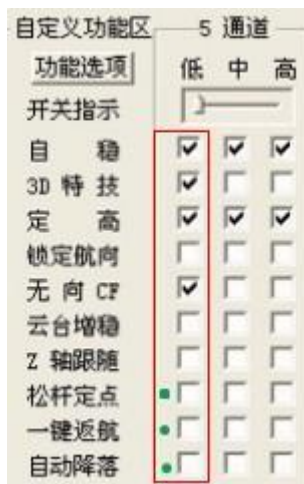 自定义功能区 5 通道
功能选项 低 中 高
开关指示
自 稳
3D 特 技
定 高
锁定航向
无 向 CF
云台增稳
Z 轴跟随
松杆定点
一键返航
自动降落